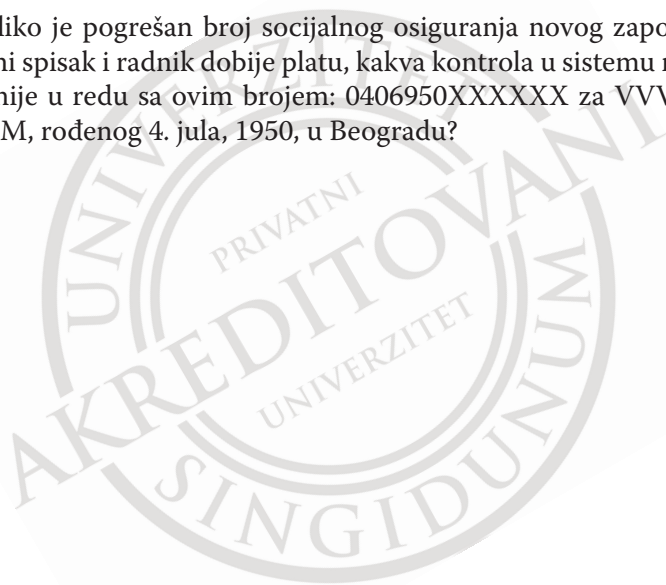 liko je pogrešan broj socijalnog osiguranja novog zapo
ni spisak i radnik dobije platu, kakva kontrola u sistemu
nije u redu sa ovim brojem: 0406950XXXXXX za VVV
M, rođenog 4. jula, 1950, u Beogradu?
UNIVERZITET
PRIVATNI
AKREDITOVANI
UNIVERZITET
SINGIDUNUM